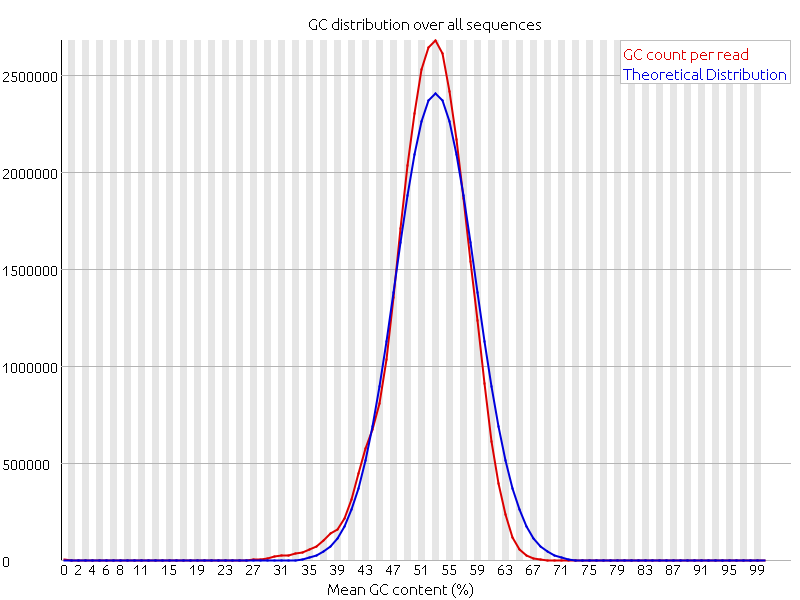 GC distribution over all sequences
GC count per read
Theoretical Distribution
2500000
2000000
1500000
1000000
500000
0
0 2 4 6 8 11 15 19 23 27 31 35 39 43 47 51 55 59 63 67 71 75 79 83 87 91 95 99
Mean GC content (%)